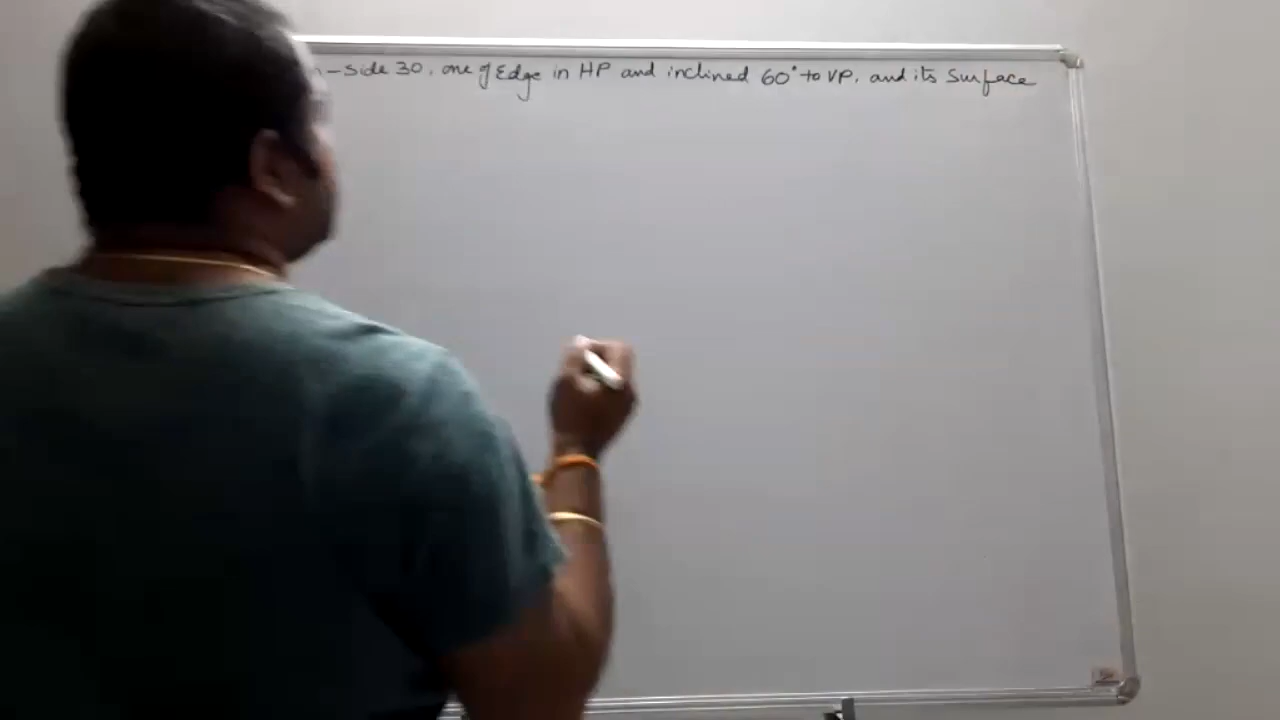 -Side 30, one of Edge in HP and inclined 60° to VP, and its Surface